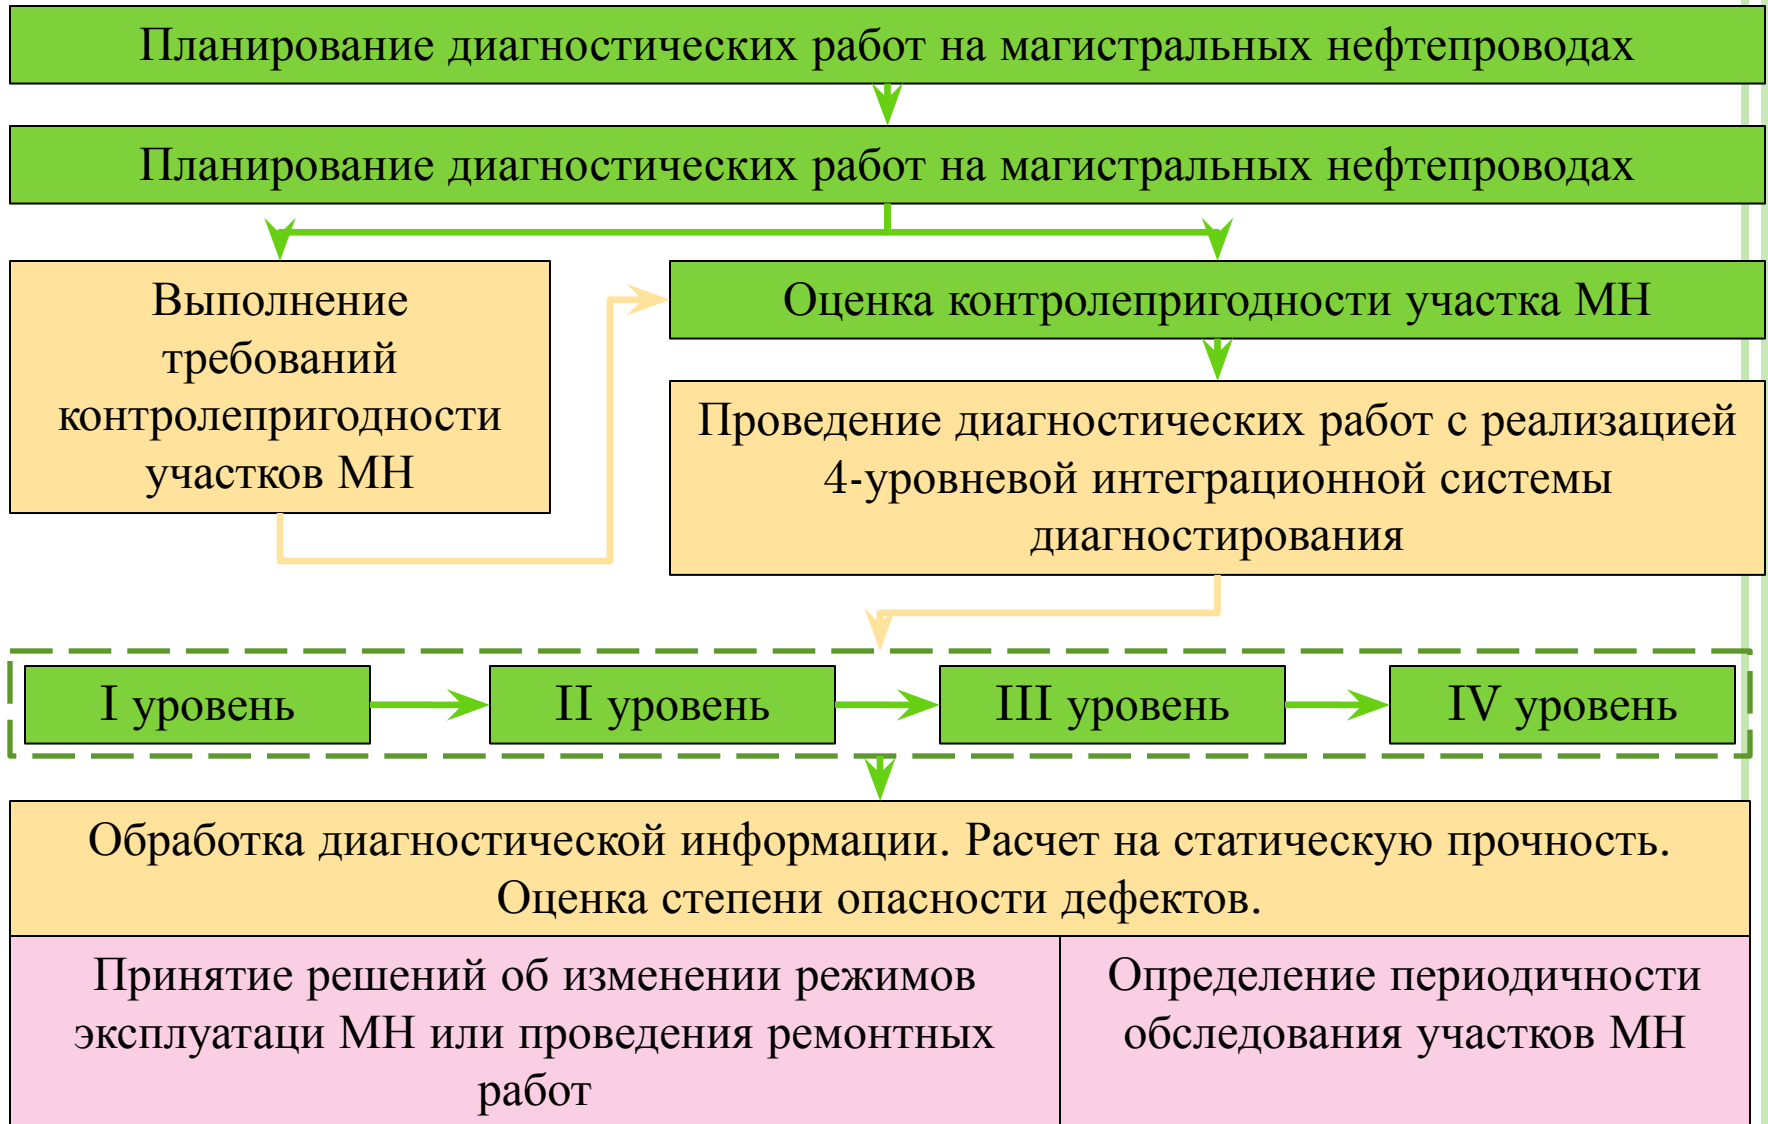 Планирование диагностических работ на магистральных нефтепроводах
Планирование диагностических работ на магистральных нефтепроводах
Выполнение
требований
контролепригодности
участков МН
Оценка контролепригодности участка МН
Проведение диагностических работ с реализацией
4-уровневой интеграционной системы
диагностирования
I уровень
II уровень
III уровень
IV уровень
Обработка диагностической информации. Расчет на статическую прочность.
Оценка степени опасности дефектов.
Принятие решений об изменении режимов
эксплуатаци МН или проведения ремонтных
работ
Определение периодичности
обследования участков МН